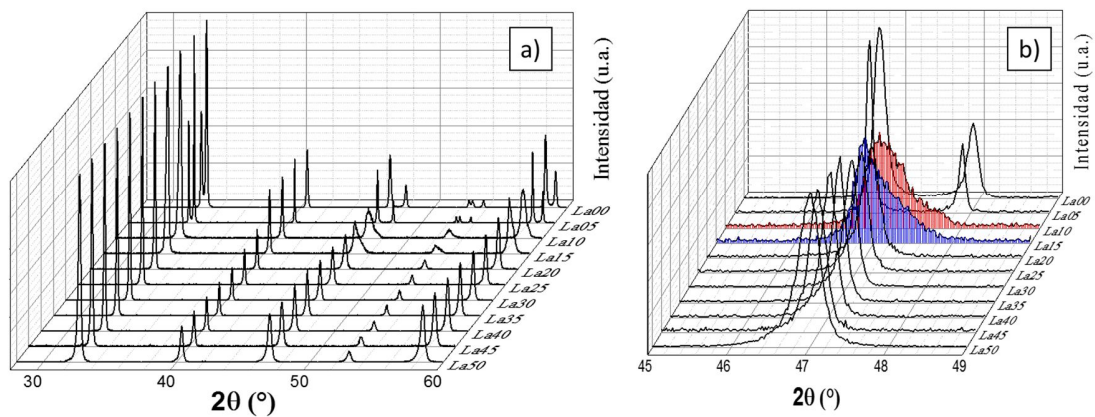 a)
Intensidad (u.a.)
La00
La05
La10
La15
La20
La25
La30
La35
La40
La45
La50
30
40
50
60
2θ (°)
b)
Intensidad (u.a.)
La00
La05
La10
La15
La20
La25
La30
La35
La40
La45
La50
45
46
47
48
49
2θ (º)